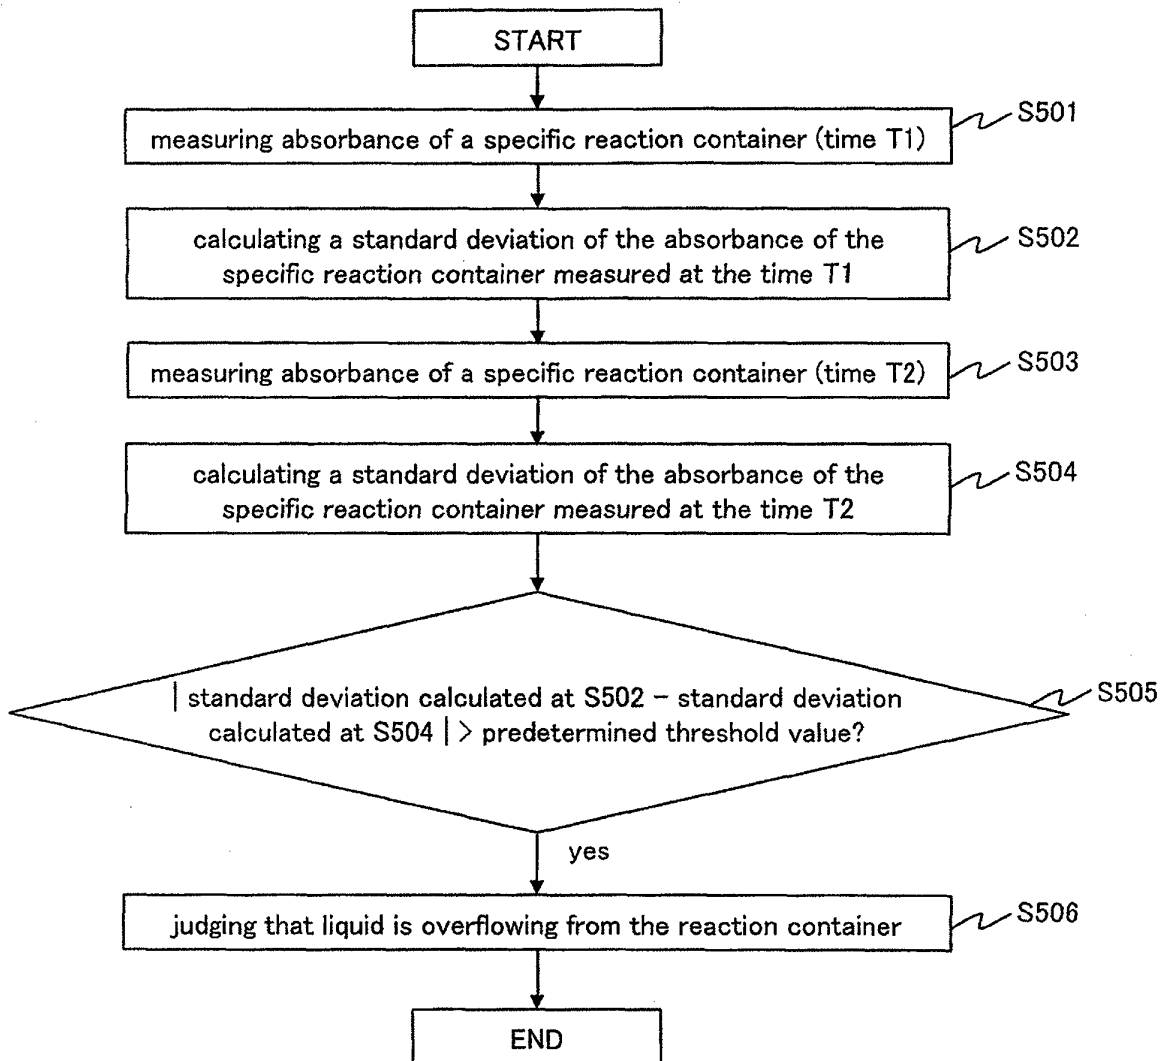 START
measuring absorbance of a specific reaction container (time T1)
S501
calculating a standard deviation of the absorbance of the
specific reaction container measured at the time T1
S502
measuring absorbance of a specific reaction container (time T2)
S503
calculating a standard deviation of the absorbance of the
specific reaction container measured at the time T2
S504
| standard deviation calculated at S502 − standard deviation
calculated at S504 | > predetermined threshold value?
S505
yes
judging that liquid is overflowing from the reaction container
S506
END